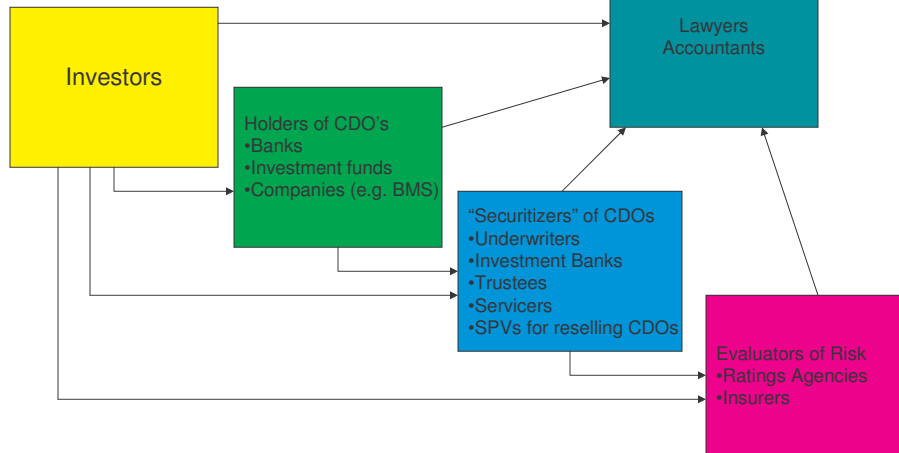 Lawyers
Accountants
Investors
Holders of CDO's
•Banks
•Investment funds
•Companies (e.g. BMS)
“Securitizers” of CDOs
•Underwriters
•Investment Banks
•Trustees
•Servicers
•SPVs for reselling CDOs
Evaluators of Risk
•Ratings Agencies
•Insurers